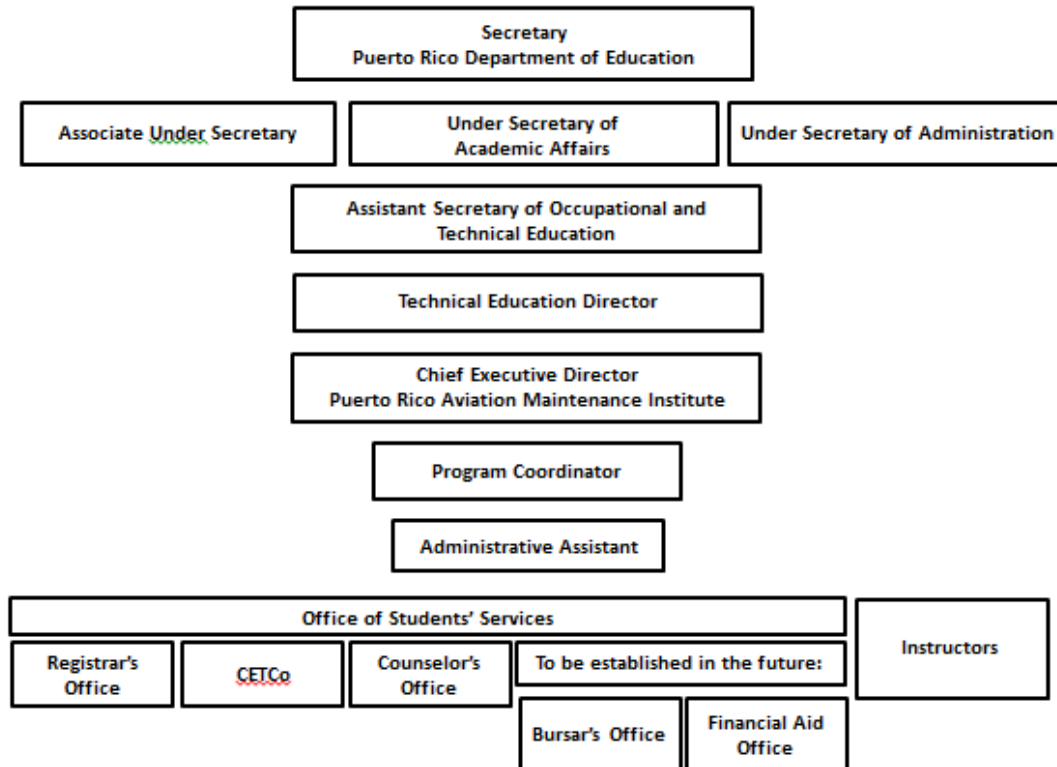 Secretary
Puerto Rico Department of Education
Associate Under Secretary
Under Secretary of
Academic Affairs
Under Secretary of Administration
Assistant Secretary of Occupational and
Technical Education
Technical Education Director
Chief Executive Director
Puerto Rico Aviation Maintenance Institute
Program Coordinator
Administrative Assistant
Office of Students’ Services
Instructors
Registrar’s
Office
CETCo
Counselor’s
Office
To be established in the future:
Bursar’s Office
Financial Aid
Office